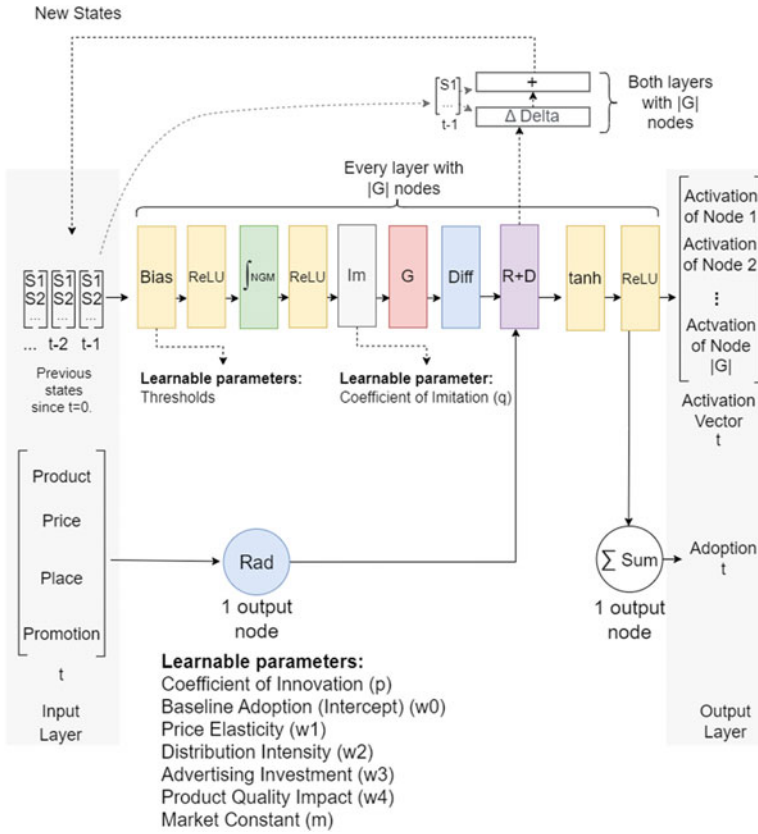 New States
S1
...
t-1
+
Δ Delta
Both layers
with |G|
nodes
Every layer with
|G| nodes
S1 S1 S1
S2 S2 S2
... ... ...
... t-2 t-1
Previous
states
since t=0.
Bias
ReLU
∫NGM
ReLU
Im
G
Diff
R+D
tanh
ReLU
Activation
of Node 1
Activation
of Node 2
⋮
Actvation
of Node
|G|
Activation
Vector
t
Learnable parameters:
Thresholds
Learnable parameter:
Coefficient of Imitation (q)
Product
Price
Place
Promotion
t
Input
Layer
Rad
1 output
node
∑ Sum
1 output
node
Adoption
t
Output
Layer
Learnable parameters:
Coefficient of Innovation (p)
Baseline Adoption (Intercept) (w0)
Price Elasticity (w1)
Distribution Intensity (w2)
Advertising Investment (w3)
Product Quality Impact (w4)
Market Constant (m)